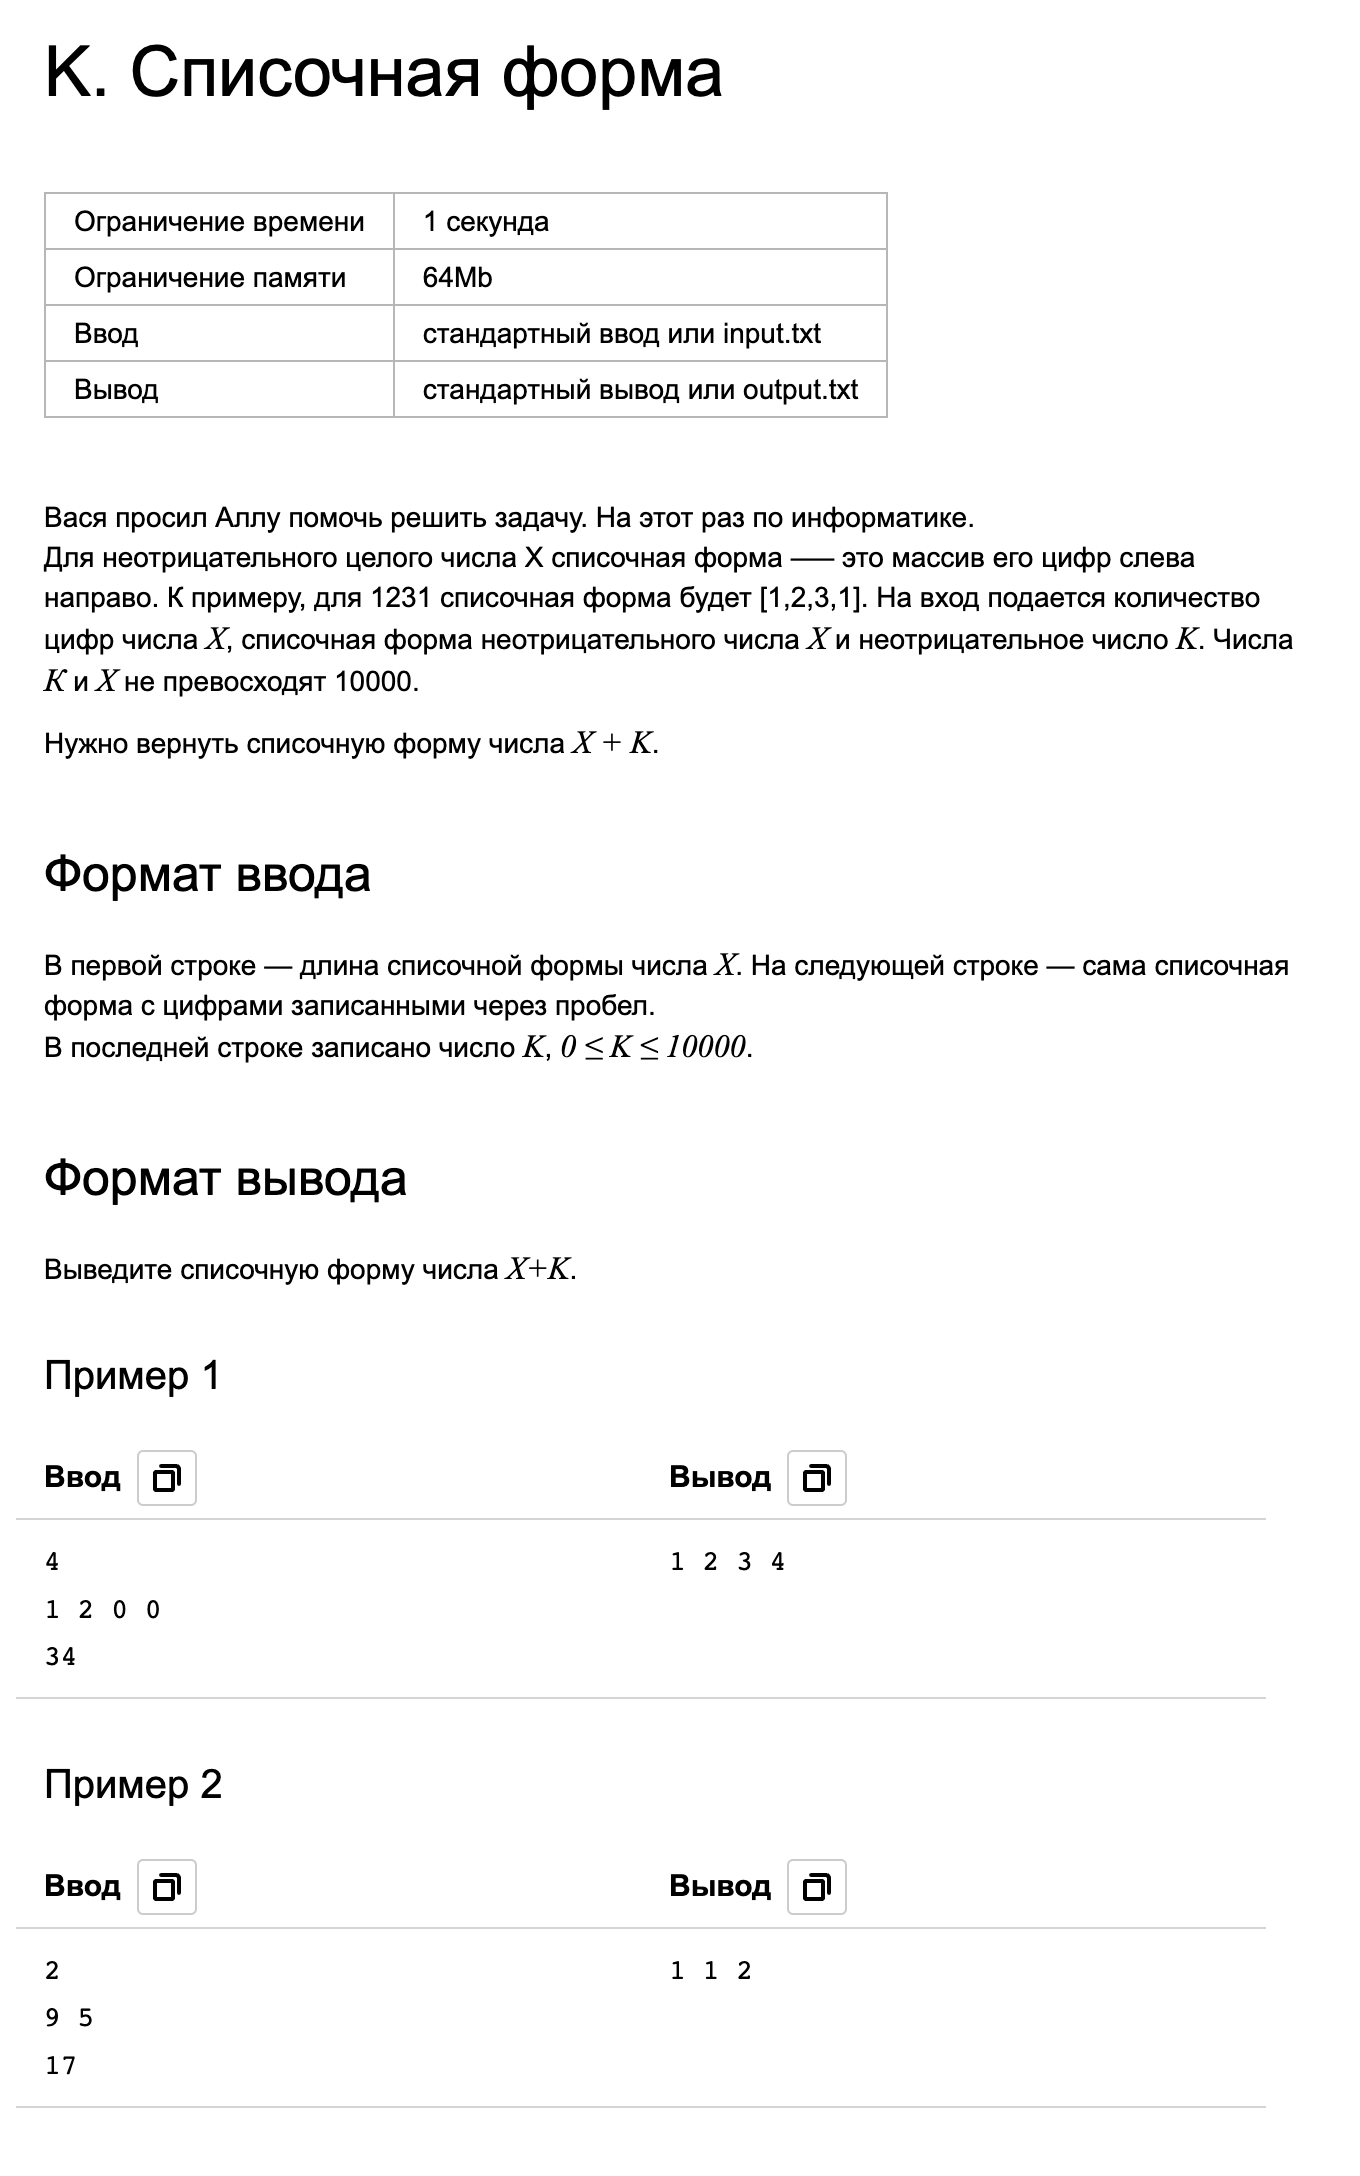 K. Списочная форма
Ограничение времени 1 секунда
Ограничение памяти 64Mb
Ввод стандартный ввод или input.txt
Вывод стандартный вывод или output.txt
Вася просил Аллу помочь решить задачу. На этот раз по информатике.
Для неотрицательного целого числа X списочная форма –— это массив его цифр слева
направо. К примеру, для 1231 списочная форма будет [1,2,3,1]. На вход подается количество
цифр числа X, списочная форма неотрицательного числа X и неотрицательное число K. Числа
K и X не превосходят 10000.
Нужно вернуть списочную форму числа X + K.
Формат ввода
В первой строке — длина списочной формы числа X. На следующей строке — сама списочная
форма с цифрами записанными через пробел.
В последней строке записано число K, 0 ≤ K ≤ 10000.
Формат вывода
Выведите списочную форму числа X+K.
Пример 1
Ввод Вывод
4 1 2 3 4
1 2 0 0
34
Пример 2
Ввод Вывод
2 1 1 2
9 5
17